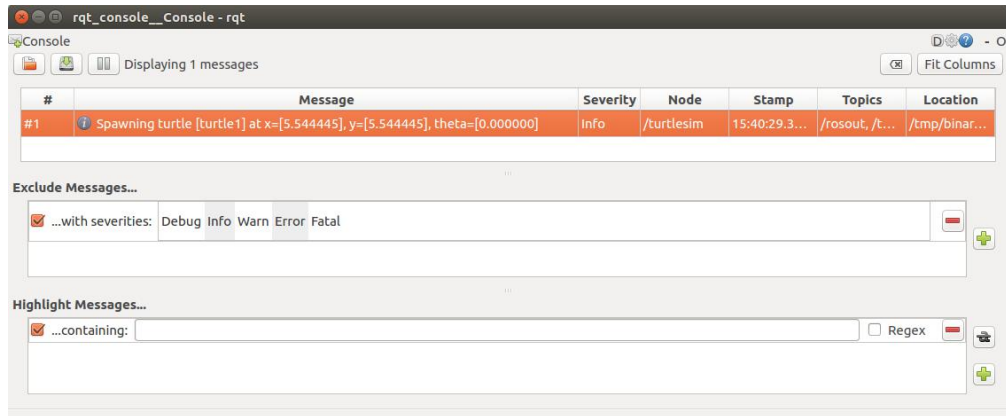 rqt_console__Console - rqt
Console
D - O
Displaying 1 messages Fit Columns
# Message Severity Node Stamp Topics Location
#1 Spawning turtle [turtle1] at x=[5.544445], y=[5.544445], theta=[0.000000] Info /turtlesim 15:40:29.3... /rosout, /t... /tmp/binar...
Exclude Messages...
...with severities: Debug Info Warn Error Fatal
Highlight Messages...
...containing: Regex